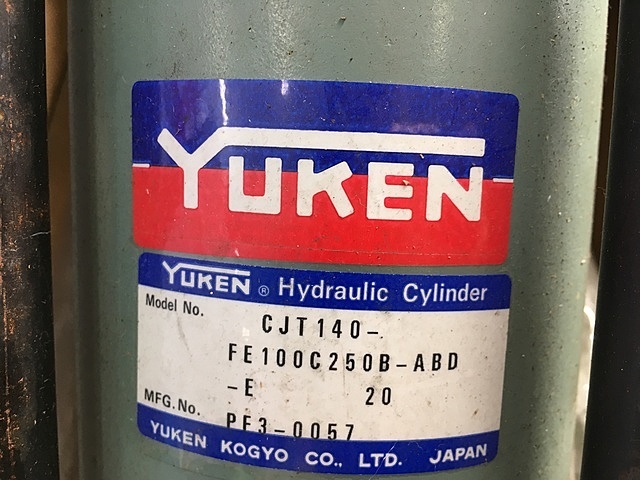 YUKEN
YUKEN ® Hydraulic Cylinder
Model No. CJT140-
FE100C250B-ABD
-E 20
MFG.No. PF3-0057
YUKEN KOGYO CO., LTD. JAPAN